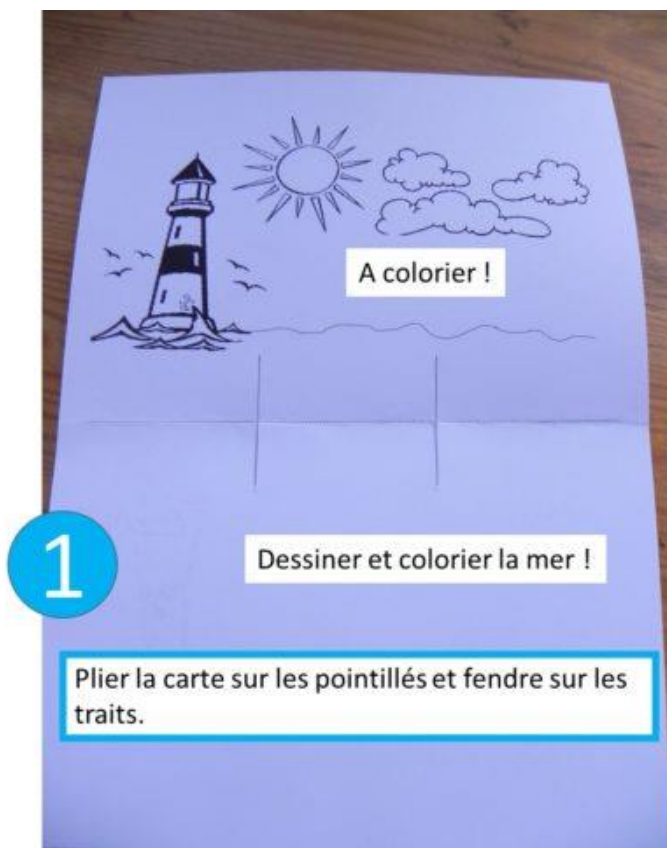 A colorier !
1
Dessiner et colorier la mer !
Plier la carte sur les pointillés et fendre sur les
traits.